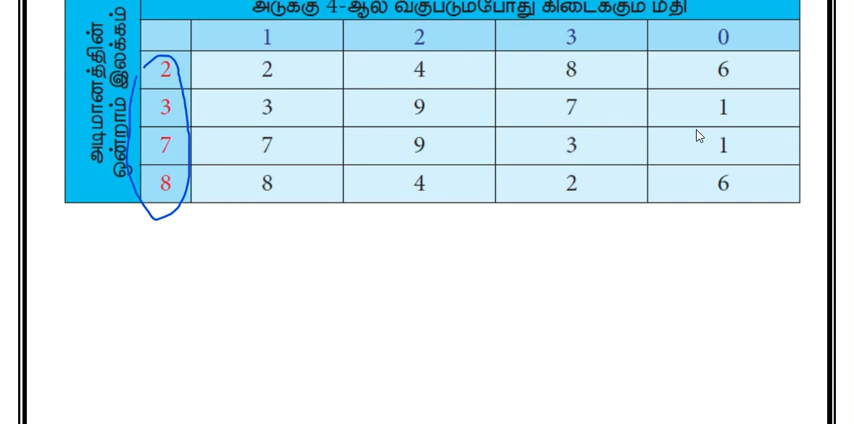 அடுக்கு 4-ஆல் வகுபடும்போது கிடைக்கும் மீதி
அடிமானத்தின்
ஒன்றாம் இலக்கம்
1 2 3 0
2 2 4 8 6
3 3 9 7 1
7 7 9 3 1
8 8 4 2 6